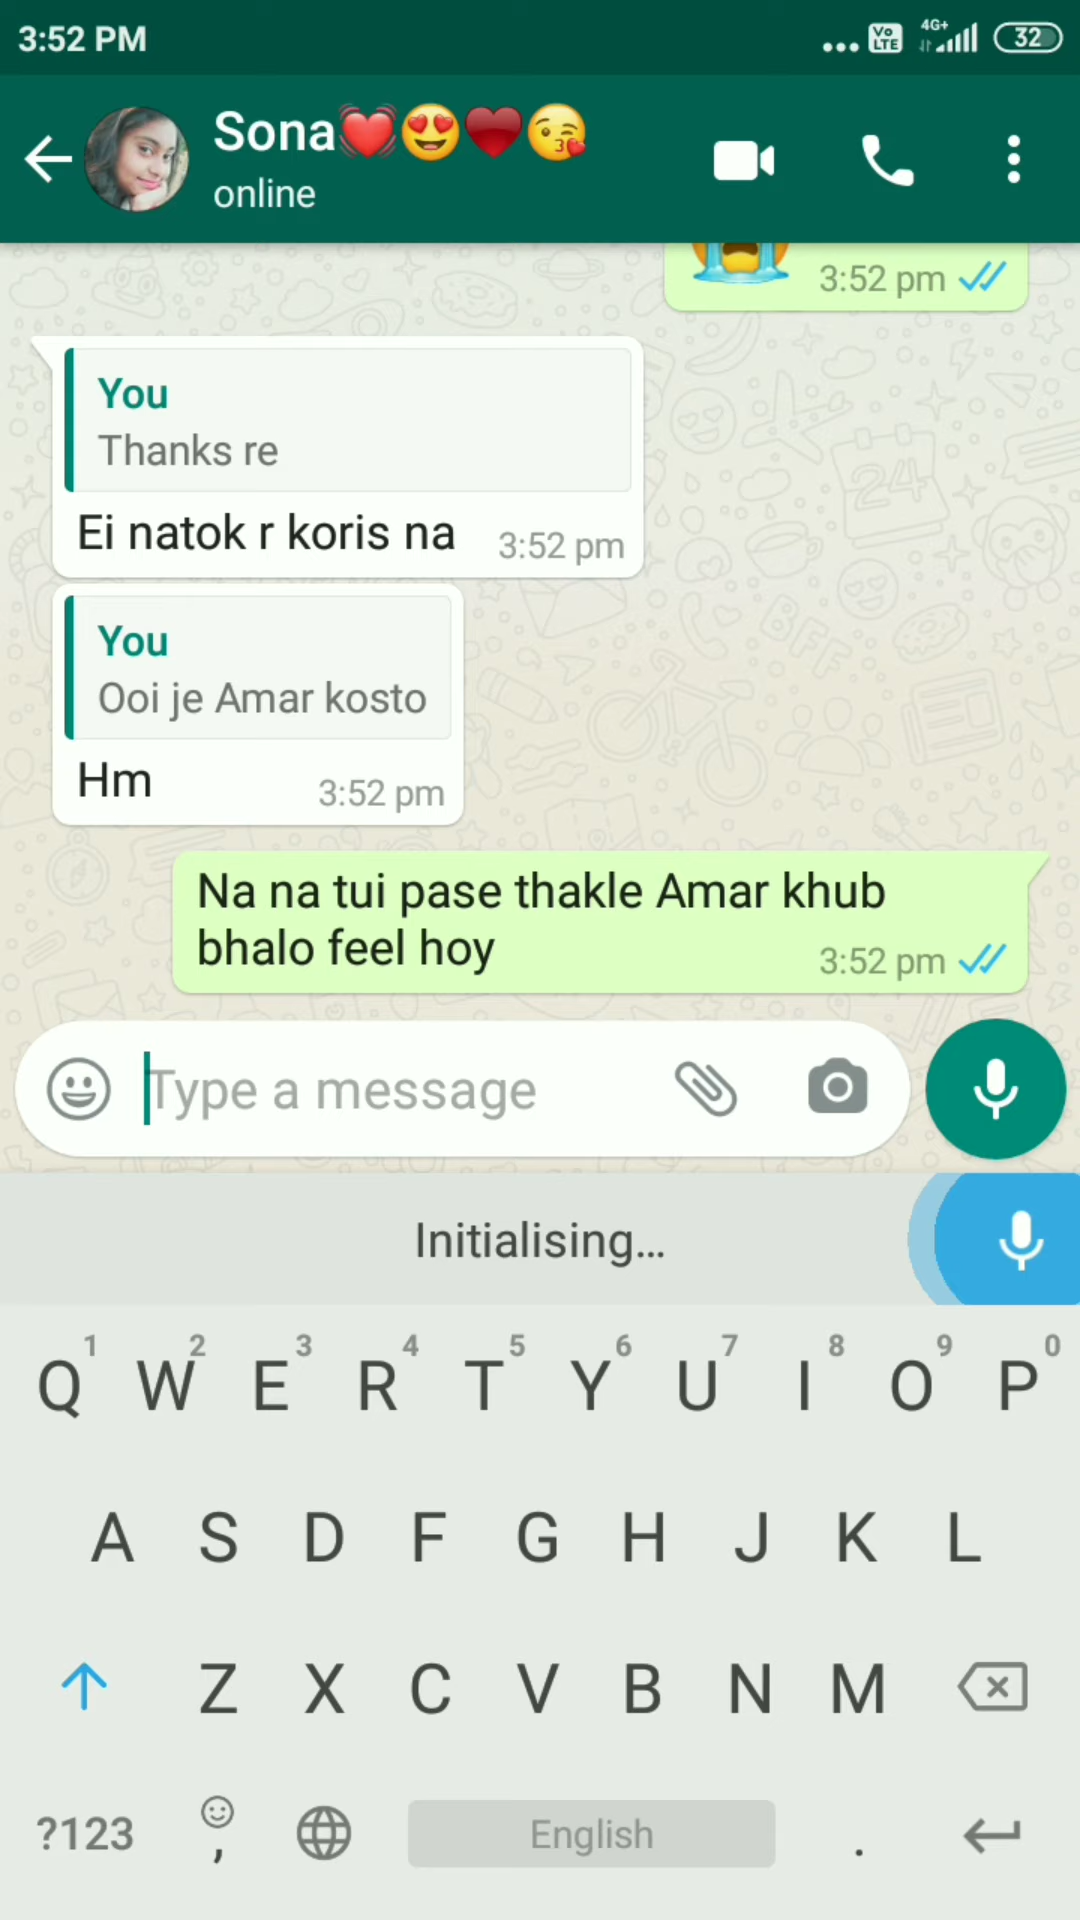 3:52 PM
Vo LTE 4G+ 32
Sona💓😍♥️😘
online
3:52 pm
You
Thanks re
Ei natok r koris na 3:52 pm
You
Ooi je Amar kosto
Hm 3:52 pm
Na na tui pase thakle Amar khub
bhalo feel hoy 3:52 pm
Type a message
Initialising...
1 2 3 4 5 6 7 8 9 0
Q W E R T Y U I O P
A S D F G H J K L
Z X C V B N M
?123 , English .